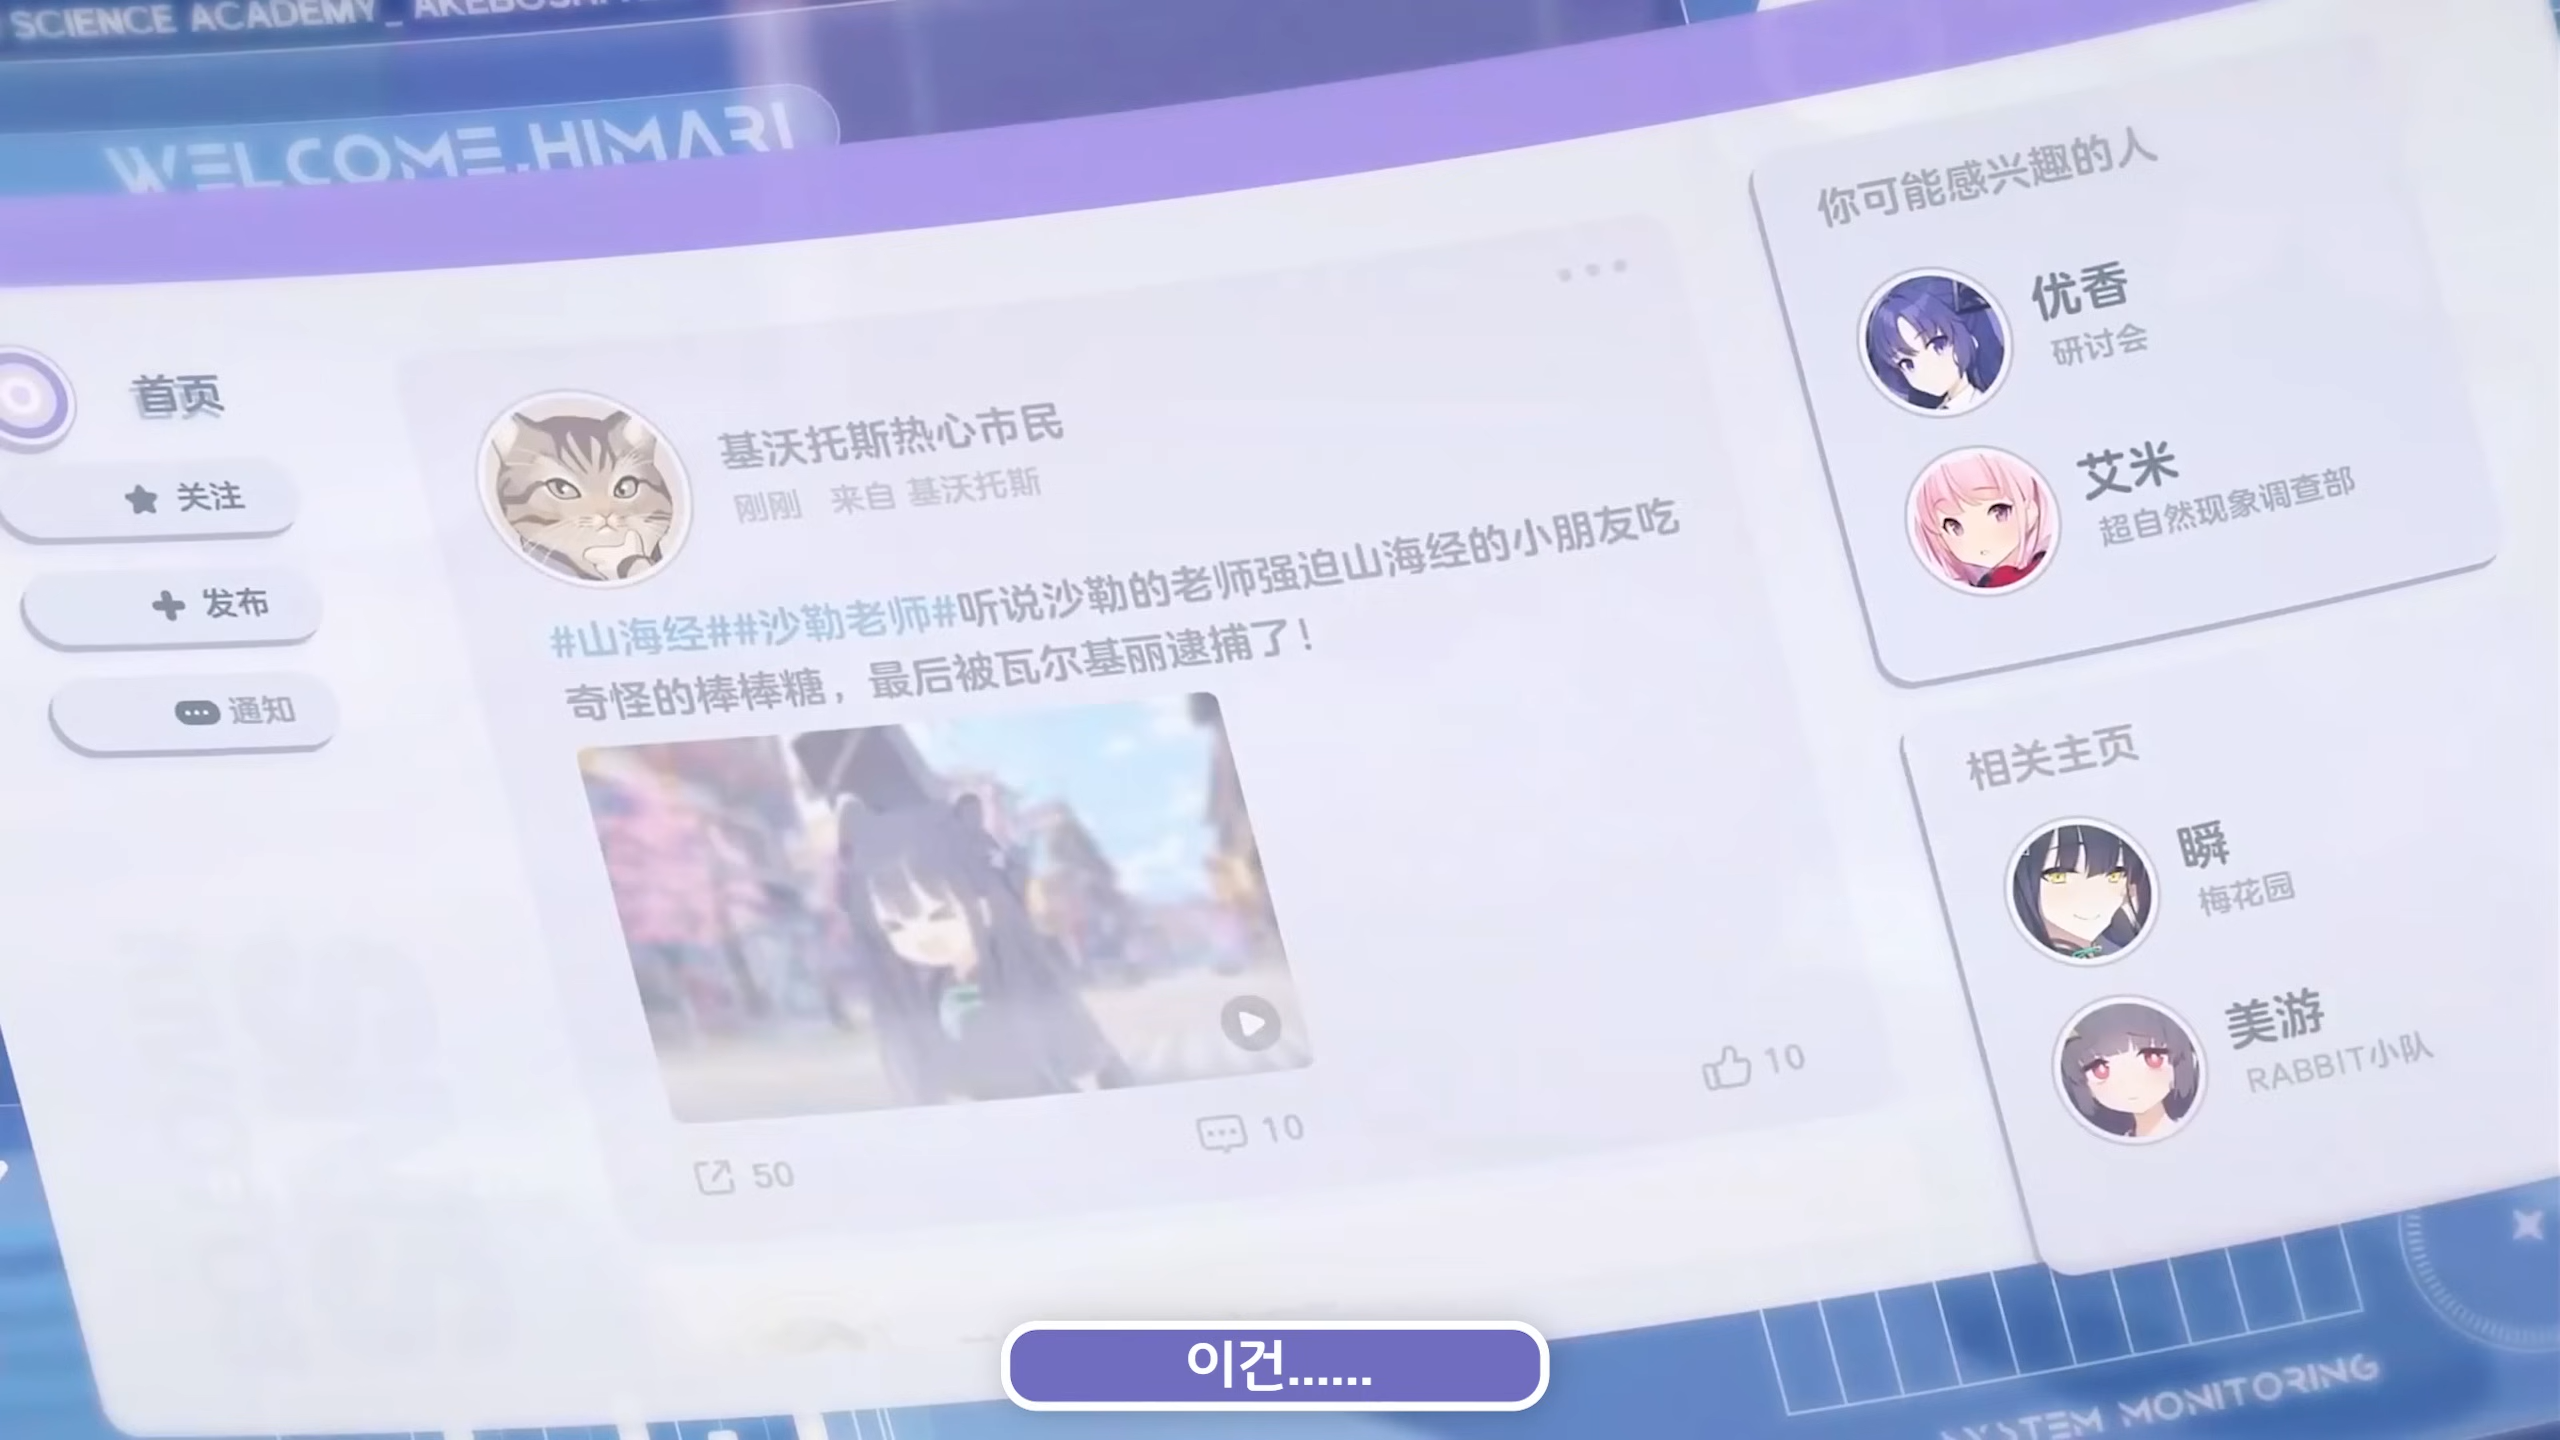 SCIENCE ACADEMY_
WELCOME.HIMARI
首页
关注
发布
通知
基沃托斯热心市民
刚刚 来自 基沃托斯
#山海经##沙勒老师#听说沙勒的老师强迫山海经的小朋友吃
奇怪的棒棒糖，最后被瓦尔基丽逮捕了！
50
10
10
你可能感兴趣的人
优香
研讨会
艾米
超自然现象调查部
相关主页
瞬
梅花园
美游
RABBIT小队
SYSTEM MONITORING
이건......